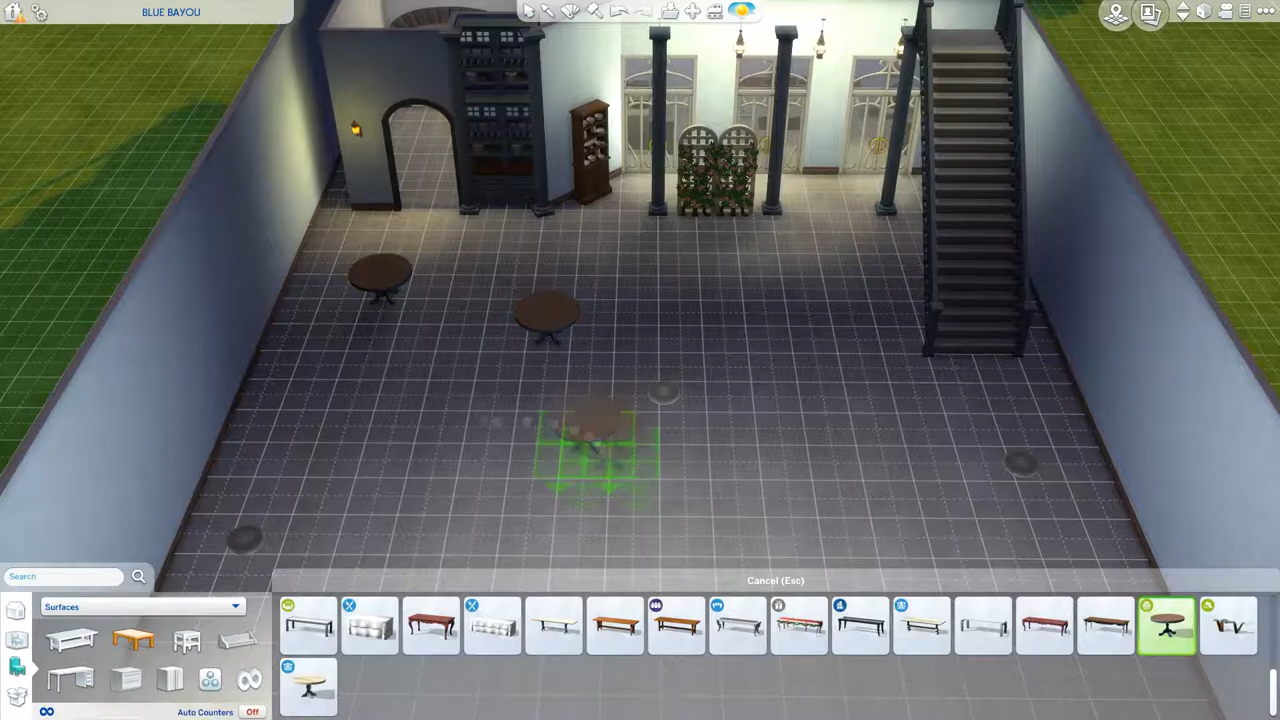 BLUE BAYOU
Cancel (Esc)
Search
Surfaces
Auto Counters
Off